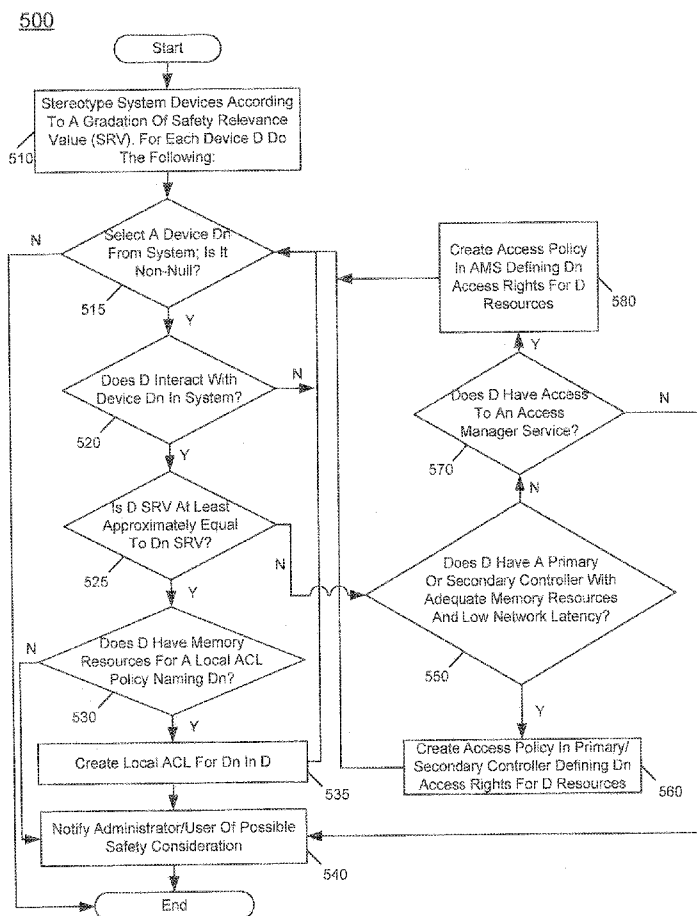 500
Start
Stereotype System Devices According
To A Gradation Of Safety Relevance
Value (SRV). For Each Device D Do
The Following:
510
N
Select A Device Dn
From System; Is It
Non-Null?
515
Y
Does D Interact With
Device Dn In System?
N
520
Y
Is D SRV At Least
Approximately Equal
To Dn SRV?
525
N
Y
N
Does D Have Memory
Resources For A Local ACL
Policy Naming Dn?
530
Y
Create Local ACL For Dn In D
535
Notify Administrator/User Of Possible
Safety Consideration
540
End
Create Access Policy
In AMS Defining Dn
Access Rights For D
Resources
580
Y
Does D Have Access
To An Access
Manager Service?
N
570
N
Does D Have A Primary
Or Secondary Controller With
Adequate Memory Resources
And Low Network Latency?
550
Y
Create Access Policy In Primary/
Secondary Controller Defining Dn
Access Rights For D Resources
560